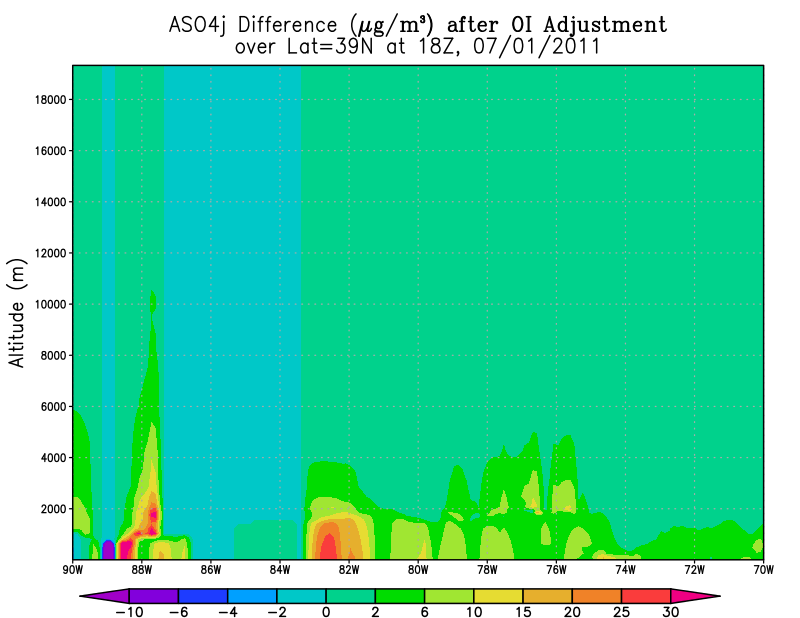 ASO4j Difference (μg/m³) after OI Adjustment
over Lat=39N at 18Z, 07/01/2011
Altitude (m)
18000
16000
14000
12000
10000
8000
6000
4000
2000
90W 88W 86W 84W 82W 80W 78W 76W 74W 72W 70W
−10 −6 −4 −2 0 2 6 10 15 20 25 30